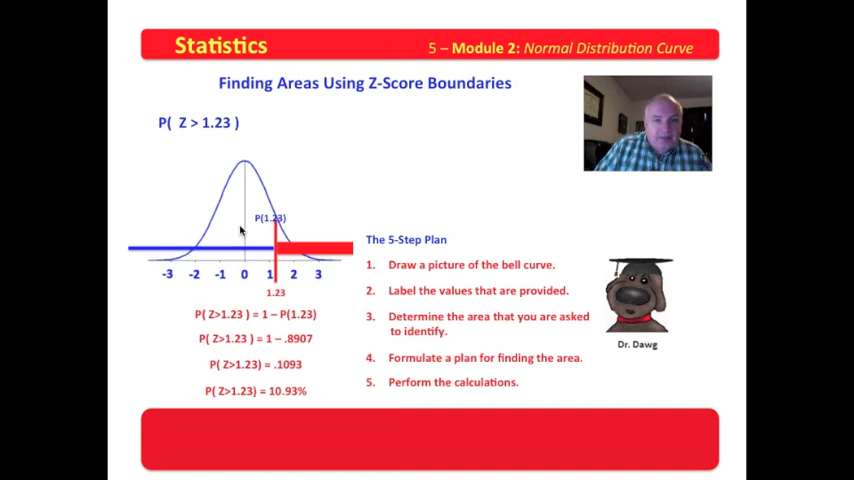 Statistics
5 – Module 2: Normal Distribution Curve
Finding Areas Using Z-Score Boundaries
P( Z > 1.23 )
P(1.23)
-3 -2 -1 0 1 2 3
1.23
P( Z>1.23 ) = 1 – P(1.23)
P( Z>1.23 ) = 1 – .8907
P( Z>1.23) = .1093
P( Z>1.23) = 10.93%
The 5-Step Plan
1. Draw a picture of the bell curve.
2. Label the values that are provided.
3. Determine the area that you are asked
to identify.
4. Formulate a plan for finding the area.
5. Perform the calculations.
Dr. Dawg